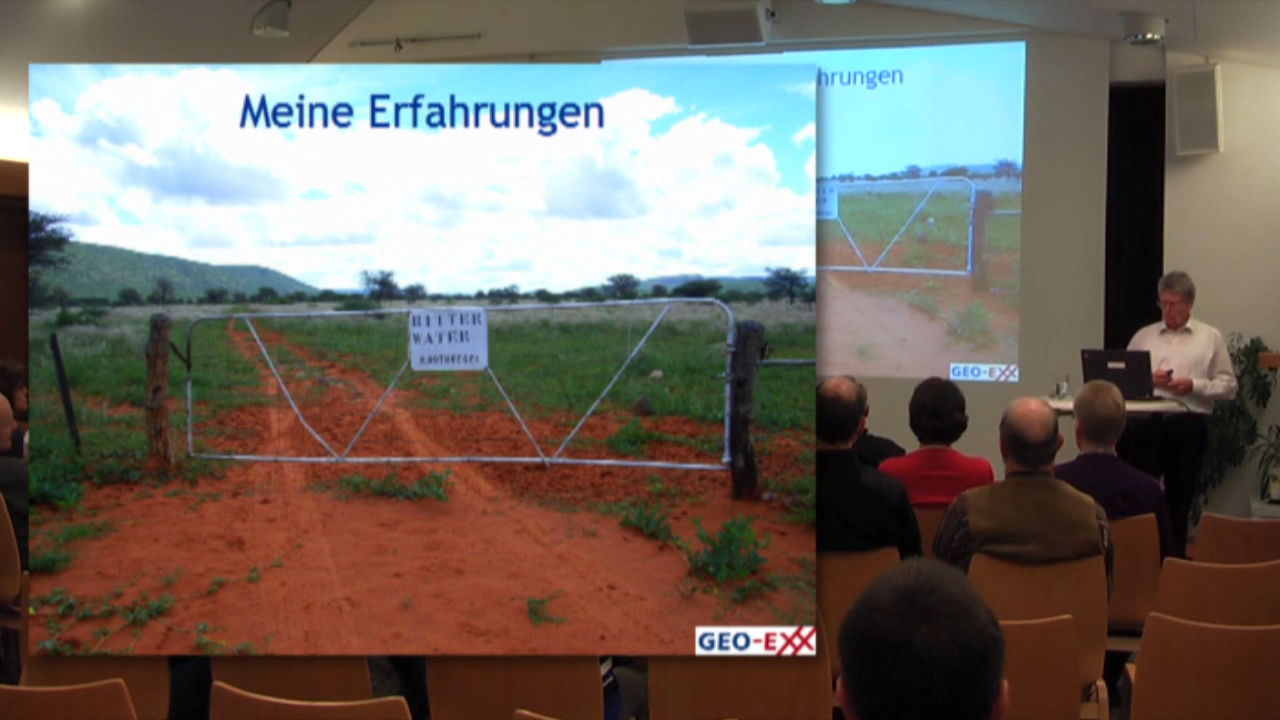 Meine Erfahrungen
hrungen
BITTER
WATER
GEO-EXX
GEO-EXX